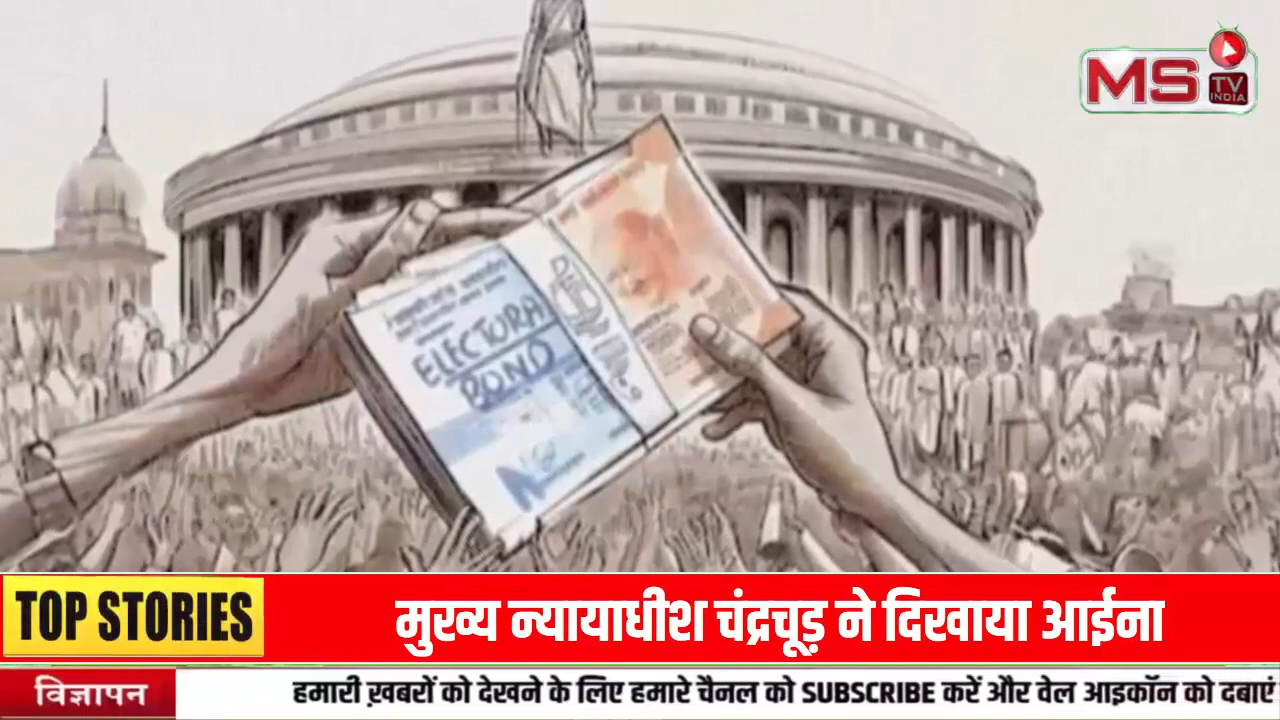 MS
TV
INDIA
ELECTORA
BOND
TOP STORIES
मुख्य न्यायाधीश चंद्रचूड़ ने दिखाया आईना
विज्ञापन
हमारी ख़बरों को देखने के लिए हमारे चैनल को SUBSCRIBE करें और वेल आइकॉन को दबाएं